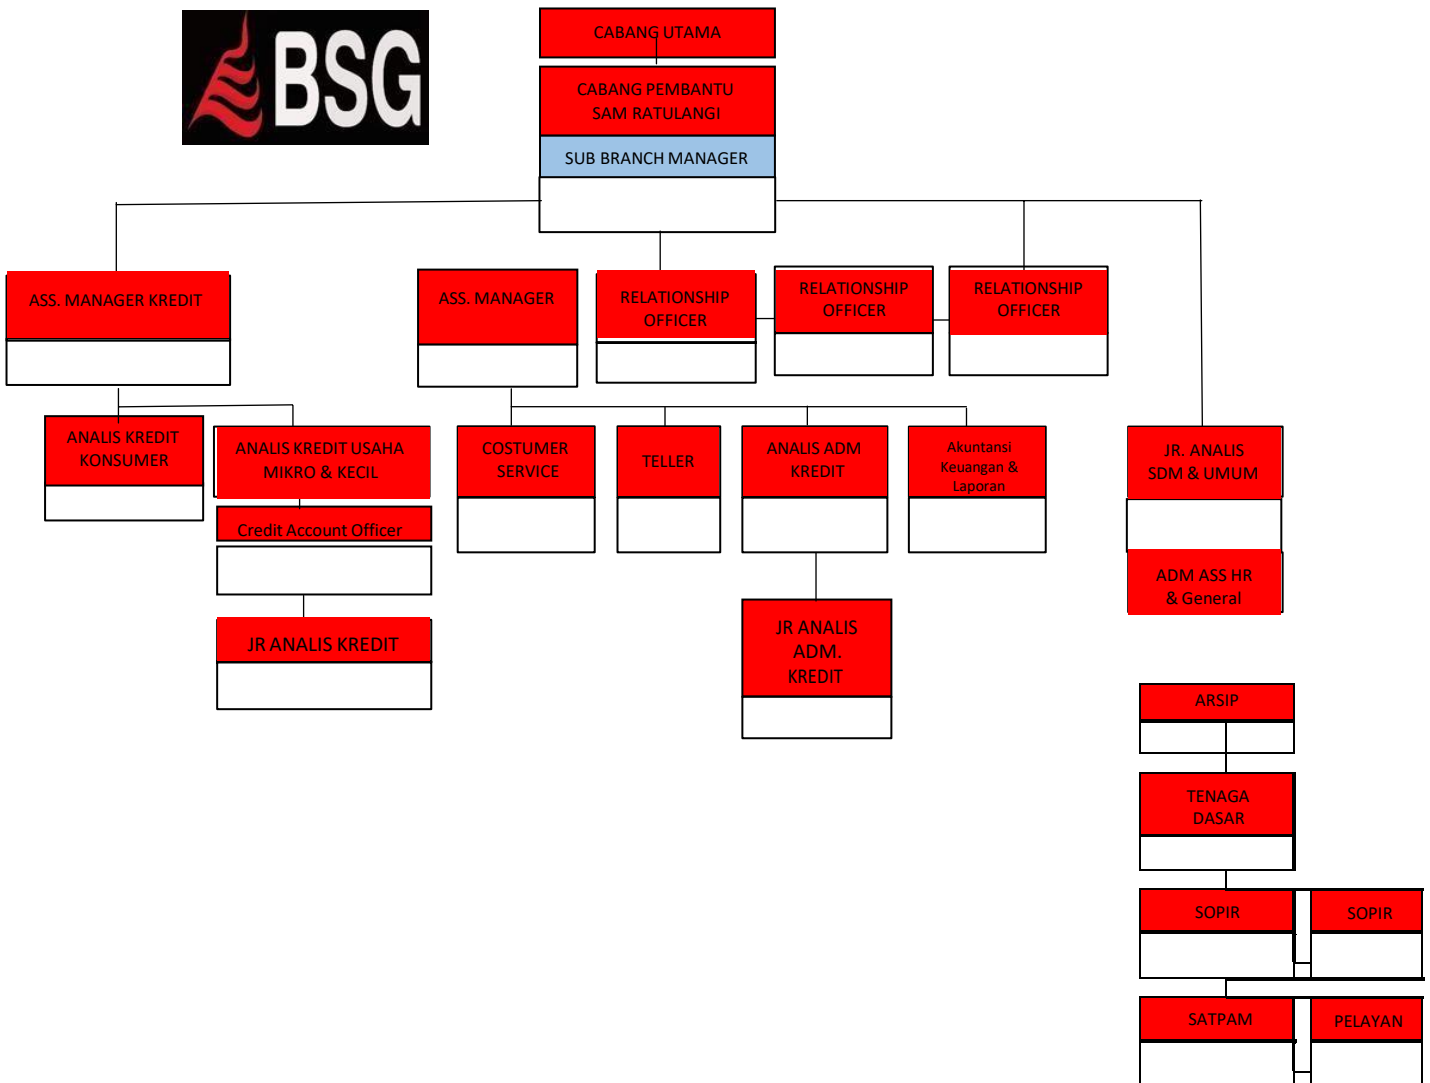 BSG
CABANG UTAMA
CABANG PEMBANTU
SAM RATULANGI
SUB BRANCH MANAGER
ASS. MANAGER KREDIT
ASS. MANAGER
RELATIONSHIP
OFFICER
RELATIONSHIP
OFFICER
RELATIONSHIP
OFFICER
ANALIS KREDIT
KONSUMER
ANALIS KREDIT USAHA
MIKRO & KECIL
COSTUMER
SERVICE
TELLER
ANALIS ADM
KREDIT
Akuntansi
Keuangan &
Laporan
JR. ANALIS
SDM & UMUM
Credit Account Officer
ADM ASS HR
& General
JR ANALIS KREDIT
JR ANALIS
ADM.
KREDIT
ARSIP
TENAGA
DASAR
SOPIR
SOPIR
SATPAM
PELAYAN